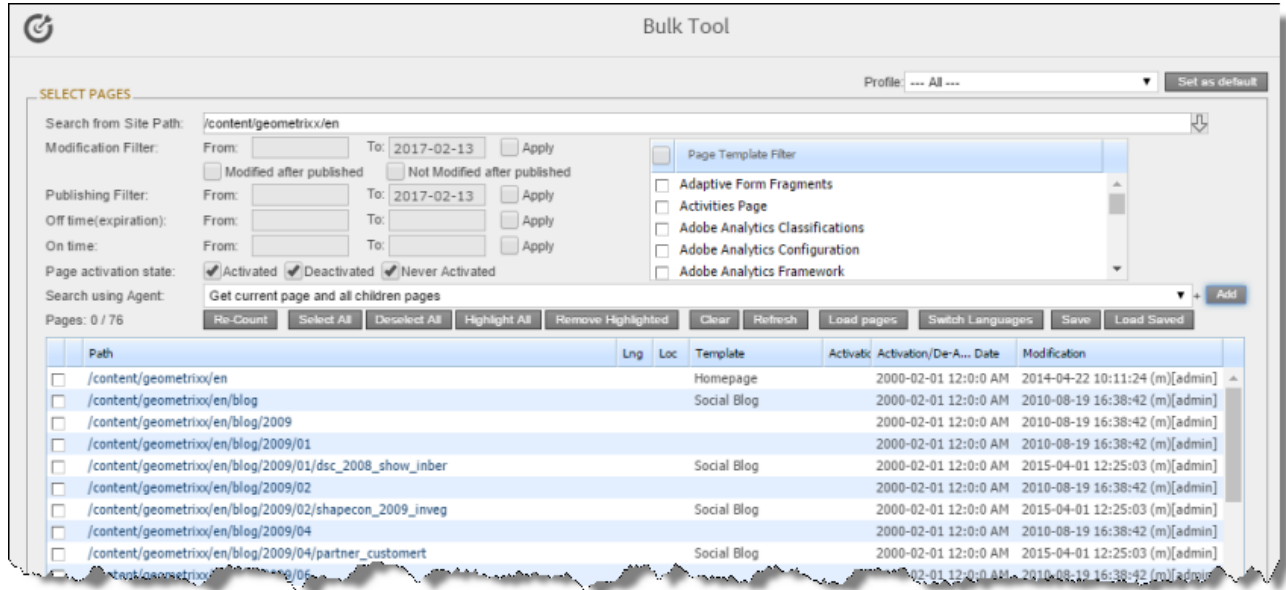 Bulk Tool
Profile: --- All --- Set as default
SELECT PAGES
Search from Site Path: /content/geometrixx/en
Modification Filter: From: To: 2017-02-13 Apply
Modified after published Not Modified after published
Publishing Filter: From: To: 2017-02-13 Apply
Off time(expiration): From: To: Apply
On time: From: To: Apply
Page activation state: Activated Deactivated Never Activated
Page Template Filter
Adaptive Form Fragments
Activities Page
Adobe Analytics Classifications
Adobe Analytics Configuration
Adobe Analytics Framework
Search using Agent: Get current page and all children pages + Add
Pages: 0 / 76 Re-Count Select All Deselect All Highlight All Remove Highlighted Clear Refresh Load pages Switch Languages Save Load Saved
Path Lng Loc Template Activatic Activation/De-A... Date Modification
/content/geometrixx/en Homepage 2000-02-01 12:0:0 AM 2014-04-22 10:11:24 (m)[admin]
/content/geometrixx/en/blog Social Blog 2000-02-01 12:0:0 AM 2010-08-19 16:38:42 (m)[admin]
/content/geometrixx/en/blog/2009 2000-02-01 12:0:0 AM 2010-08-19 16:38:42 (m)[admin]
/content/geometrixx/en/blog/2009/01 2000-02-01 12:0:0 AM 2010-08-19 16:38:42 (m)[admin]
/content/geometrixx/en/blog/2009/01/dsc_2008_show_inber Social Blog 2000-02-01 12:0:0 AM 2015-04-01 12:25:03 (m)[admin]
/content/geometrixx/en/blog/2009/02 2000-02-01 12:0:0 AM 2010-08-19 16:38:42 (m)[admin]
/content/geometrixx/en/blog/2009/02/shapecon_2009_inveg Social Blog 2000-02-01 12:0:0 AM 2015-04-01 12:25:03 (m)[admin]
/content/geometrixx/en/blog/2009/04 2000-02-01 12:0:0 AM 2010-08-19 16:38:42 (m)[admin]
/content/geometrixx/en/blog/2009/04/partner_customert Social Blog 2000-02-01 12:0:0 AM 2015-04-01 12:25:03 (m)[admin]
12:0:0 AM 2010-08-19 16:38:42